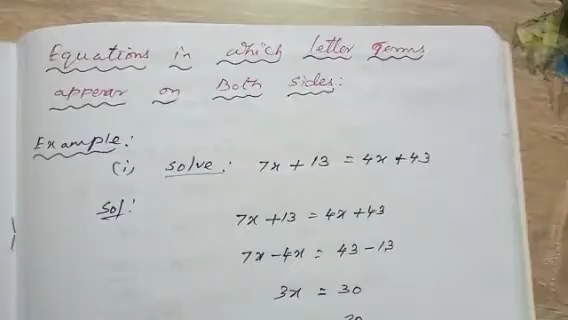 Equations in which letter terms
appear on Both sides:
Example:
(i) solve: 7x + 13 = 4x + 43
Sol:
7x + 13 = 4x + 43
7x - 4x = 43 - 13
3x = 30
30